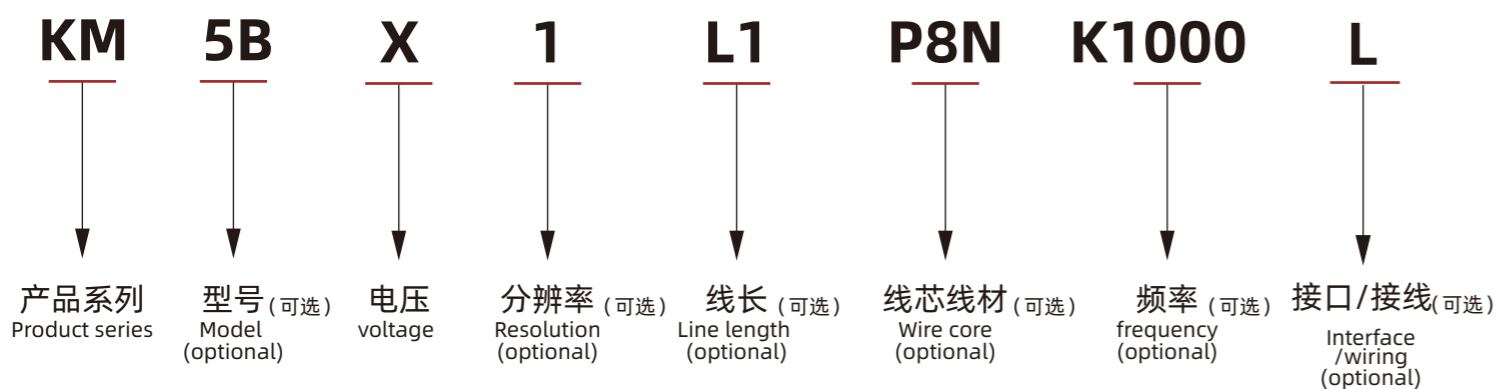 KM 5B X 1 L1 P8N K1000 L
产品系列 型号(可选) 电压 分辨率(可选) 线长(可选) 线芯线材(可选) 频率(可选) 接口/接线(可选)
Product series Model voltage Resolution Line length Wire core frequency Interface
(optional) (optional) (optional) (optional) (optional) /wiring
(optional)